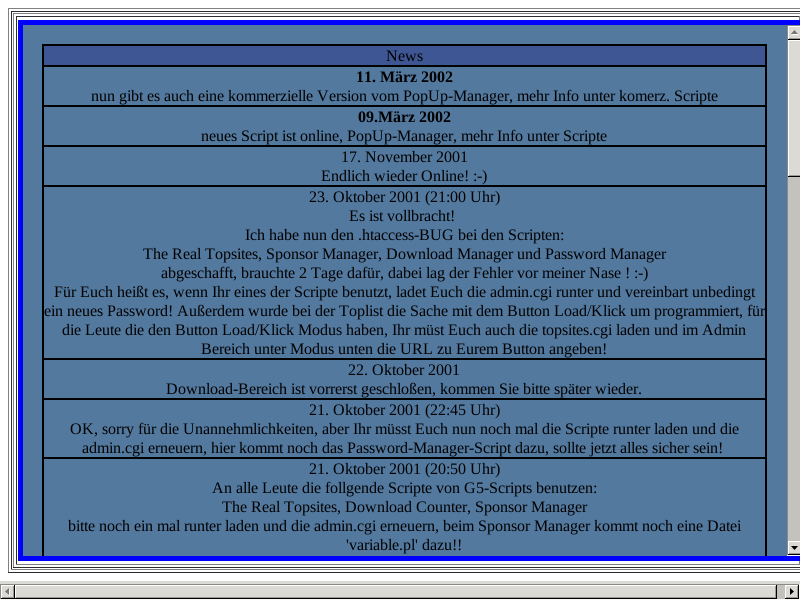 News
11. März 2002
nun gibt es auch eine kommerzielle Version vom PopUp-Manager, mehr Info unter komerz. Scripte
09.März 2002
neues Script ist online, PopUp-Manager, mehr Info unter Scripte
17. November 2001
Endlich wieder Online! :-)
23. Oktober 2001 (21:00 Uhr)
Es ist vollbracht!
Ich habe nun den .htaccess-BUG bei den Scripten:
The Real Topsites, Sponsor Manager, Download Manager und Password Manager
abgeschafft, brauchte 2 Tage dafür, dabei lag der Fehler vor meiner Nase ! :-)
Für Euch heißt es, wenn Ihr eines der Scripte benutzt, ladet Euch die admin.cgi runter und vereinbart unbedingt
ein neues Password! Außerdem wurde bei der Toplist die Sache mit dem Button Load/Klick um programmiert, für
die Leute die den Button Load/Klick Modus haben, Ihr müst Euch auch die topsites.cgi laden und im Admin
Bereich unter Modus unten die URL zu Eurem Button angeben!
22. Oktober 2001
Download-Bereich ist vorrerst geschloßen, kommen Sie bitte später wieder.
21. Oktober 2001 (22:45 Uhr)
OK, sorry für die Unannehmlichkeiten, aber Ihr müsst Euch nun noch mal die Scripte runter laden und die
admin.cgi erneuern, hier kommt noch das Password-Manager-Script dazu, sollte jetzt alles sicher sein!
21. Oktober 2001 (20:50 Uhr)
An alle Leute die follgende Scripte von G5-Scripts benutzen:
The Real Topsites, Download Counter, Sponsor Manager
bitte noch ein mal runter laden und die admin.cgi erneuern, beim Sponsor Manager kommt noch eine Datei
'variable.pl' dazu!!